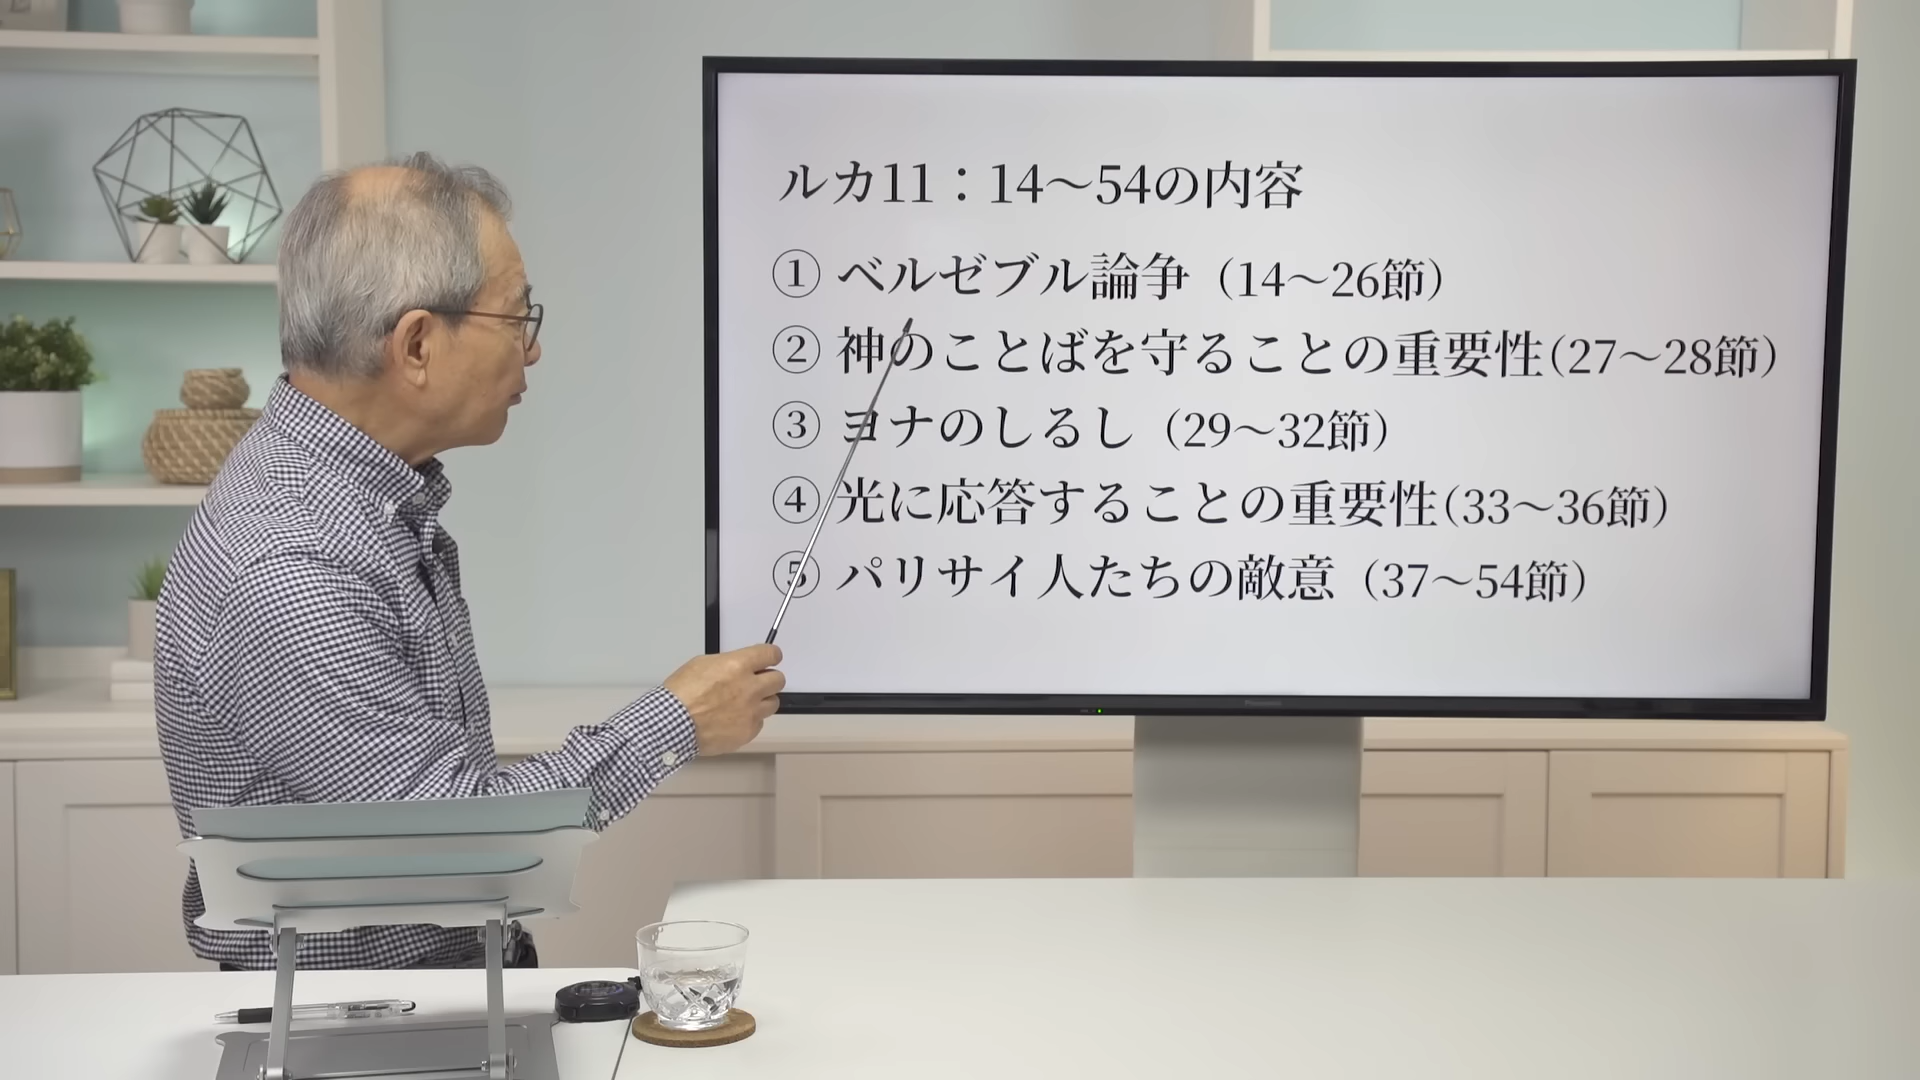 ルカ11：14～54の内容
① ベルゼブル論争（14～26節）
② 神のことばを守ることの重要性(27～28節)
③ ヨナのしるし（29～32節）
④ 光に応答することの重要性(33～36節)
⑤ パリサイ人たちの敵意（37～54節）